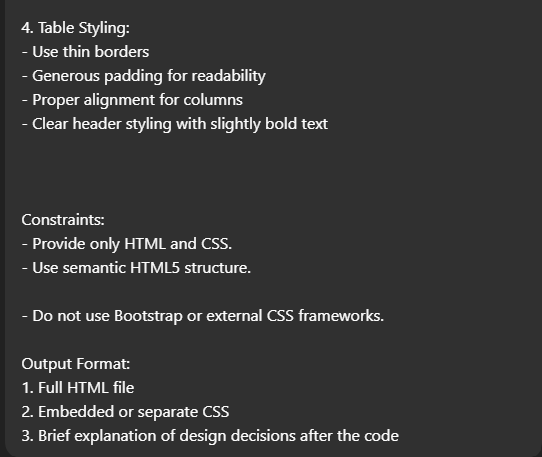 4. Table Styling:
- Use thin borders
- Generous padding for readability
- Proper alignment for columns
- Clear header styling with slightly bold text
Constraints:
- Provide only HTML and CSS.
- Use semantic HTML5 structure.
- Do not use Bootstrap or external CSS frameworks.
Output Format:
1. Full HTML file
2. Embedded or separate CSS
3. Brief explanation of design decisions after the code